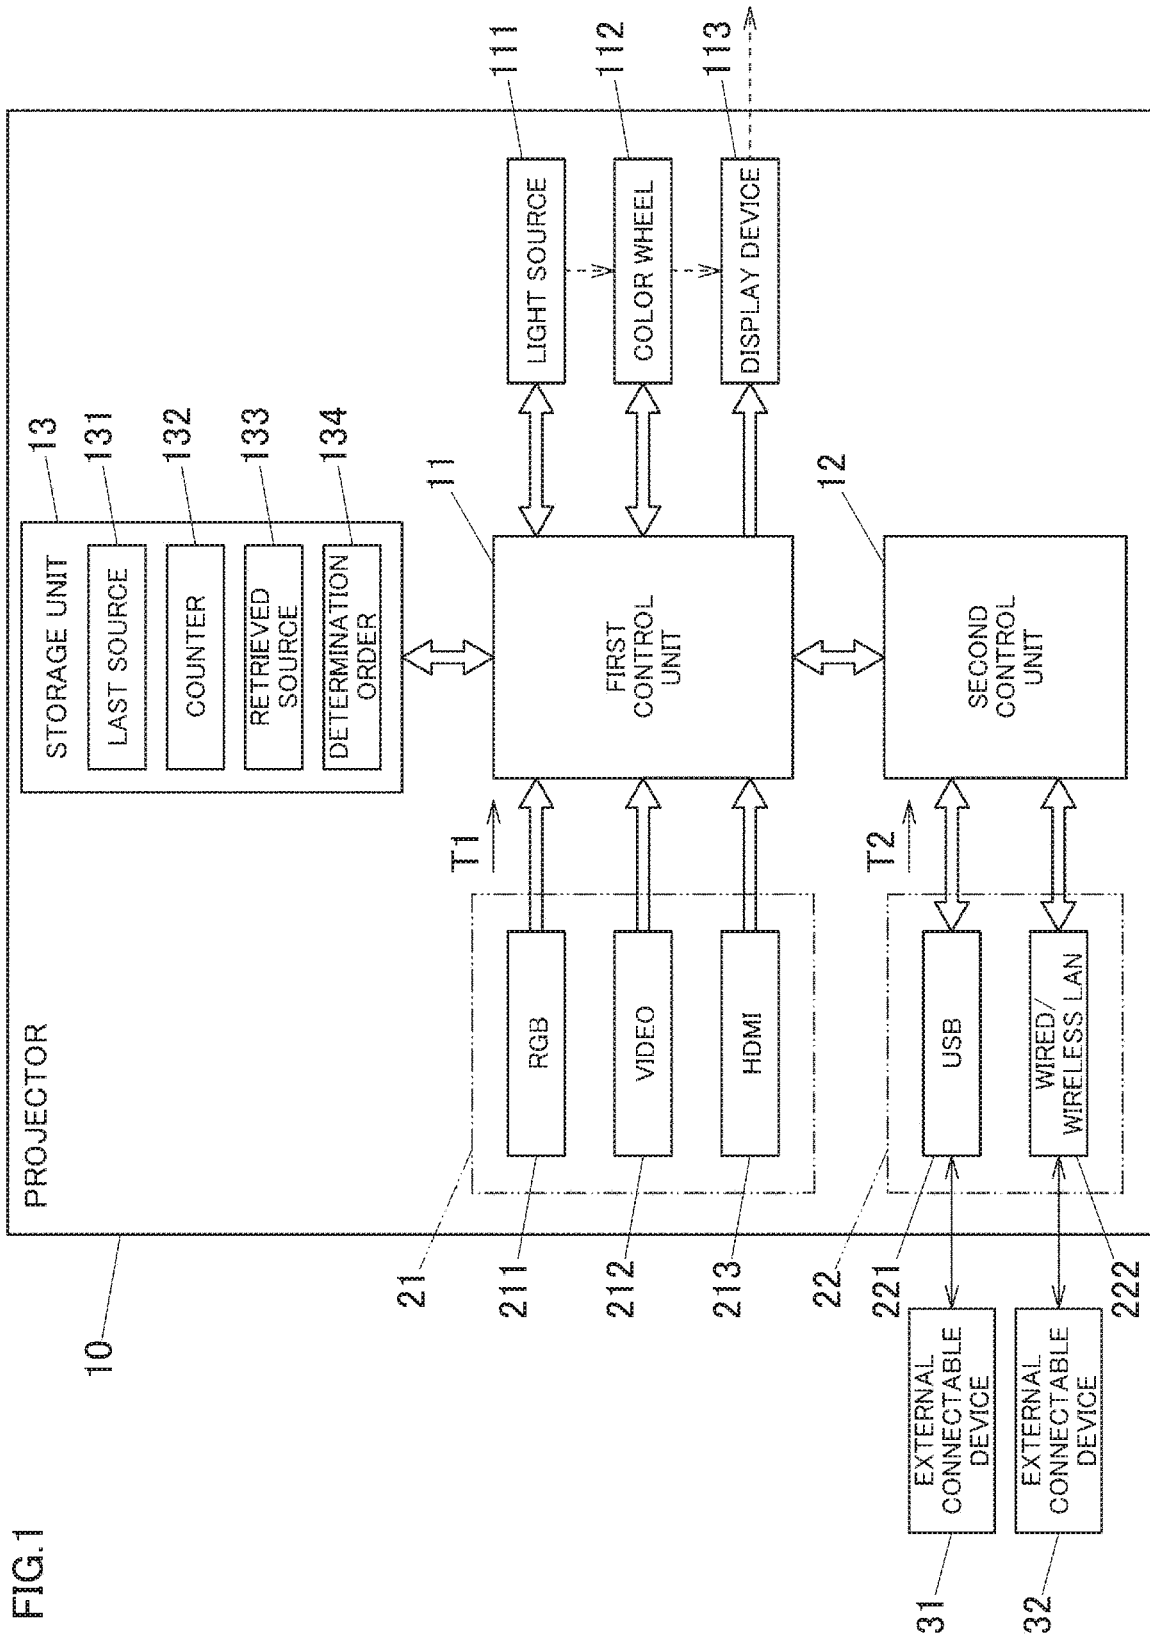 FIG.1
10
PROJECTOR
13
STORAGE UNIT
LAST SOURCE
131
COUNTER
132
RETRIEVED
SOURCE
133
DETERMINATION
ORDER
134
21
T1
11
RGB
211
VIDEO
212
HDMI
213
FIRST
CONTROL
UNIT
LIGHT SOURCE
111
COLOR WHEEL
112
DISPLAY DEVICE
113
22
T2
12
31
EXTERNAL
CONNECTABLE
DEVICE
221
USB
32
EXTERNAL
CONNECTABLE
DEVICE
222
WIRED/
WIRELESS LAN
SECOND
CONTROL
UNIT